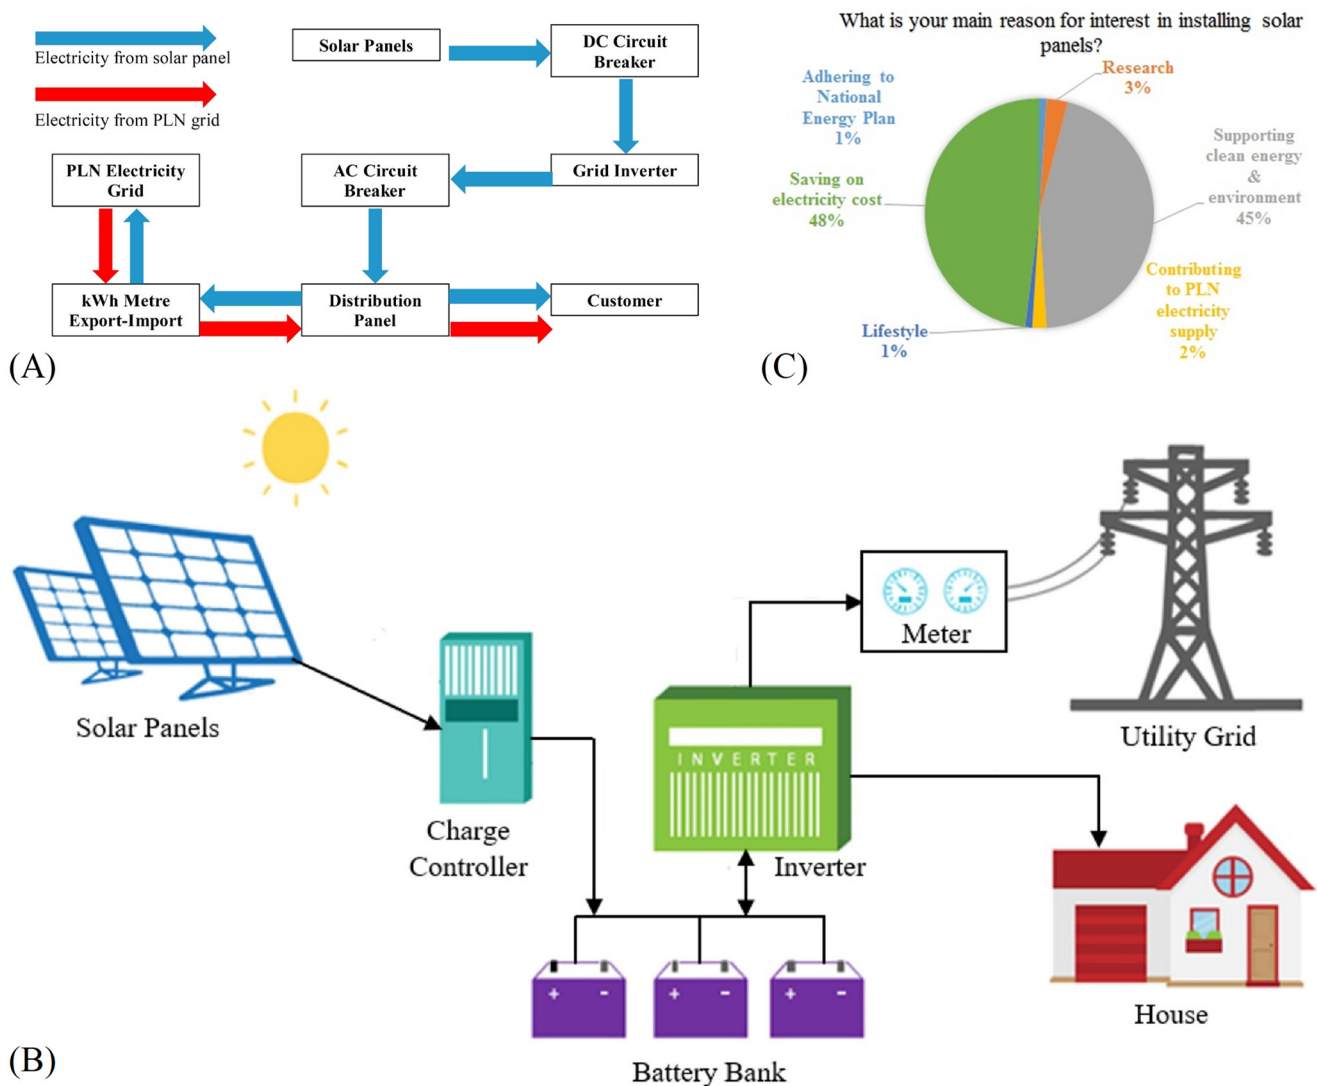 Electricity from solar panel
Electricity from PLN grid
Solar Panels
DC Circuit
Breaker
PLN Electricity
Grid
AC Circuit
Breaker
Grid Inverter
kWh Metre
Export-Import
Distribution
Panel
Customer
(A)
What is your main reason for interest in installing solar
panels?
Adhering to
National
Energy Plan
1%
Research
3%
Supporting
clean energy
&
environment
45%
Saving on
electricity cost
48%
Contributing
to PLN
electricity
supply
2%
Lifestyle
1%
(C)
Solar Panels
Charge
Controller
INVERTER
Inverter
Meter
Utility Grid
House
+ -
+ -
+ -
Battery Bank
(B)